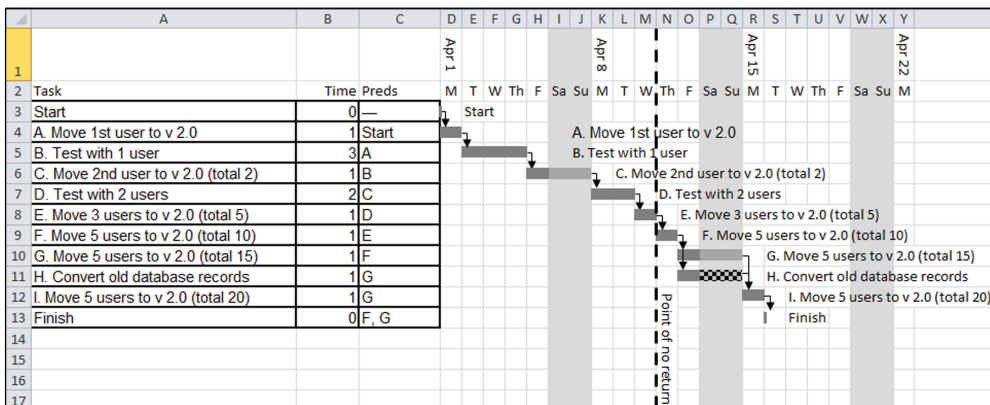 A B C D E F G H I J K L M N O P Q R S T U V W X Y
1 Apr 1 Apr 8 Apr 15 Apr 22
2 Task Time Preds M T W Th F Sa Su M T W Th F Sa Su M T W Th F Sa Su M
3 Start 0 — Start
4 A. Move 1st user to v 2.0 1 Start A. Move 1st user to v 2.0
5 B. Test with 1 user 3 A B. Test with 1 user
6 C. Move 2nd user to v 2.0 (total 2) 1 B C. Move 2nd user to v 2.0 (total 2)
7 D. Test with 2 users 2 C D. Test with 2 users
8 E. Move 3 users to v 2.0 (total 5) 1 D E. Move 3 users to v 2.0 (total 5)
9 F. Move 5 users to v 2.0 (total 10) 1 E F. Move 5 users to v 2.0 (total 10)
10 G. Move 5 users to v 2.0 (total 15) 1 F G. Move 5 users to v 2.0 (total 15)
11 H. Convert old database records 1 G H. Convert old database records
12 I. Move 5 users to v 2.0 (total 20) 1 G I. Move 5 users to v 2.0 (total 20)
13 Finish 0 F, G Finish
14
15
16
17
Point of no return